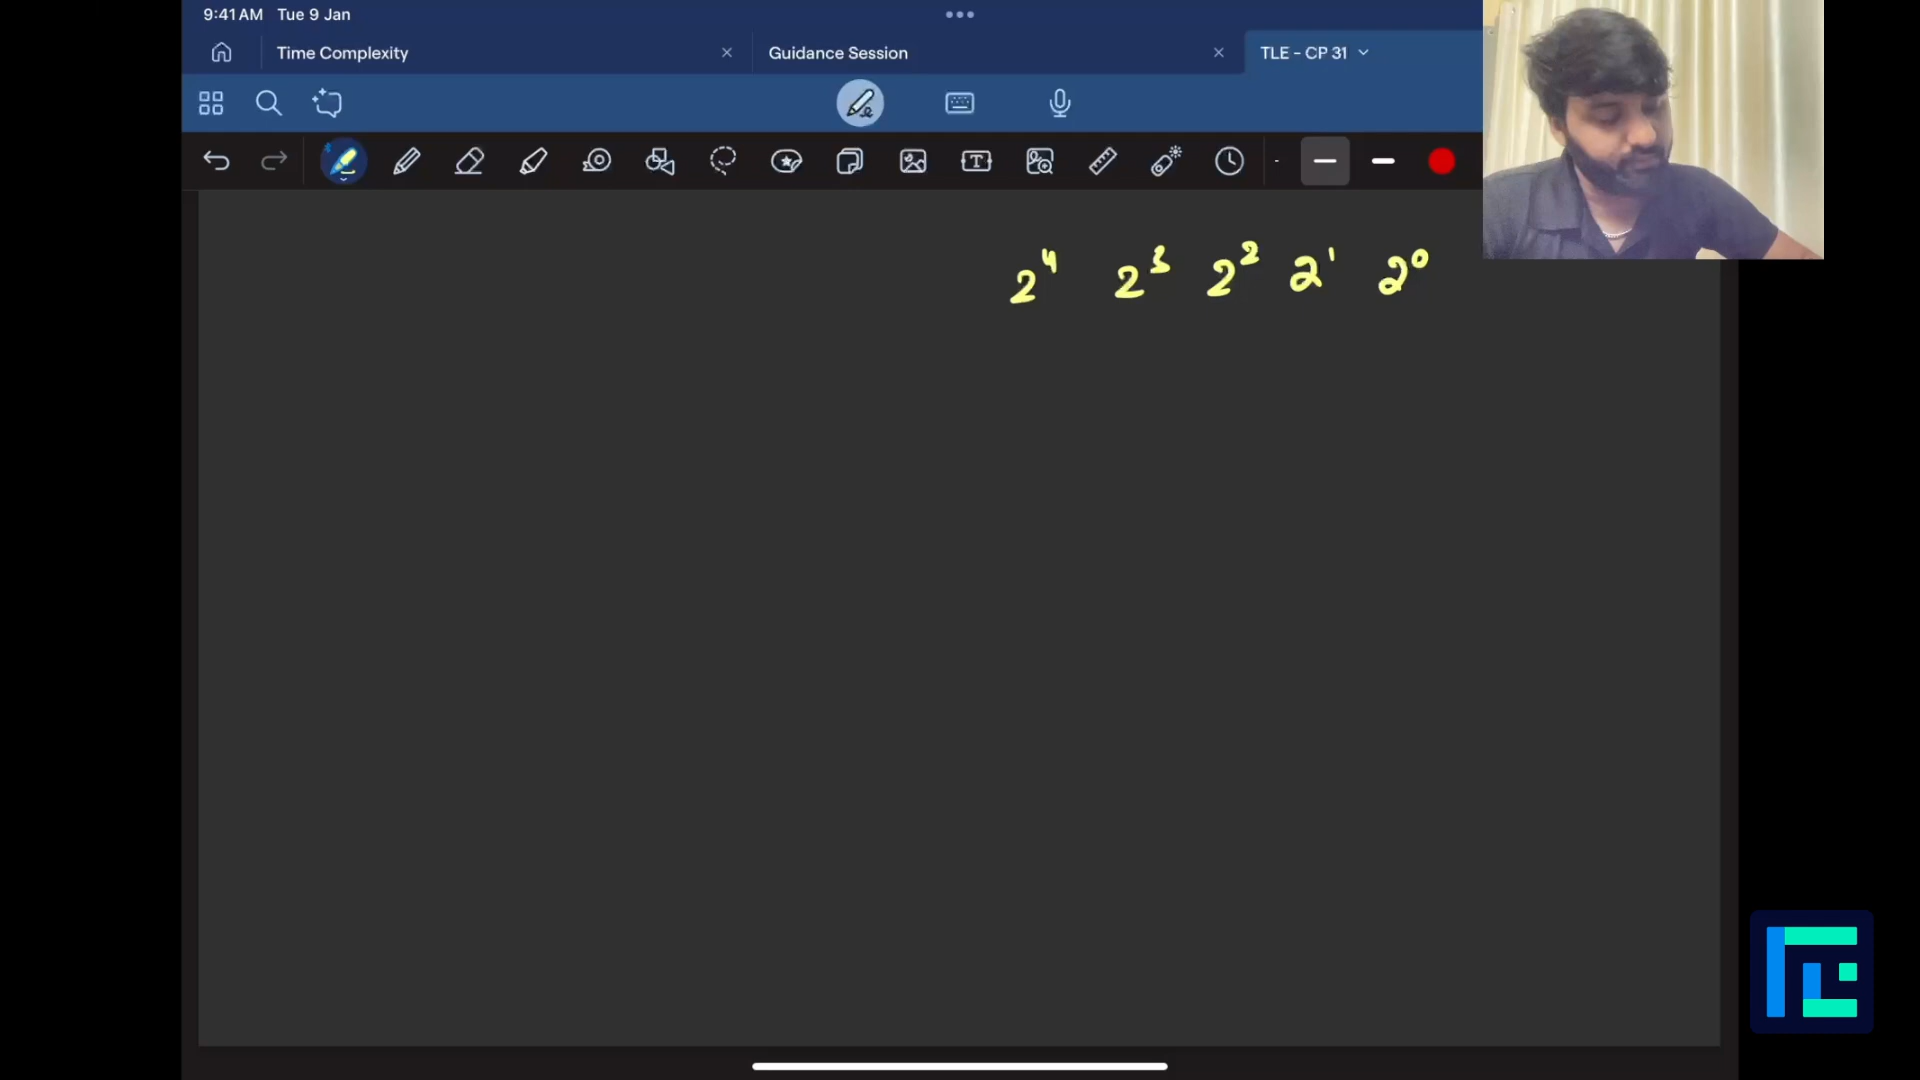 9:41 AM Tue 9 Jan
Time Complexity
Guidance Session
TLE - CP 31
2⁴ 2³ 2² 2¹ 2⁰